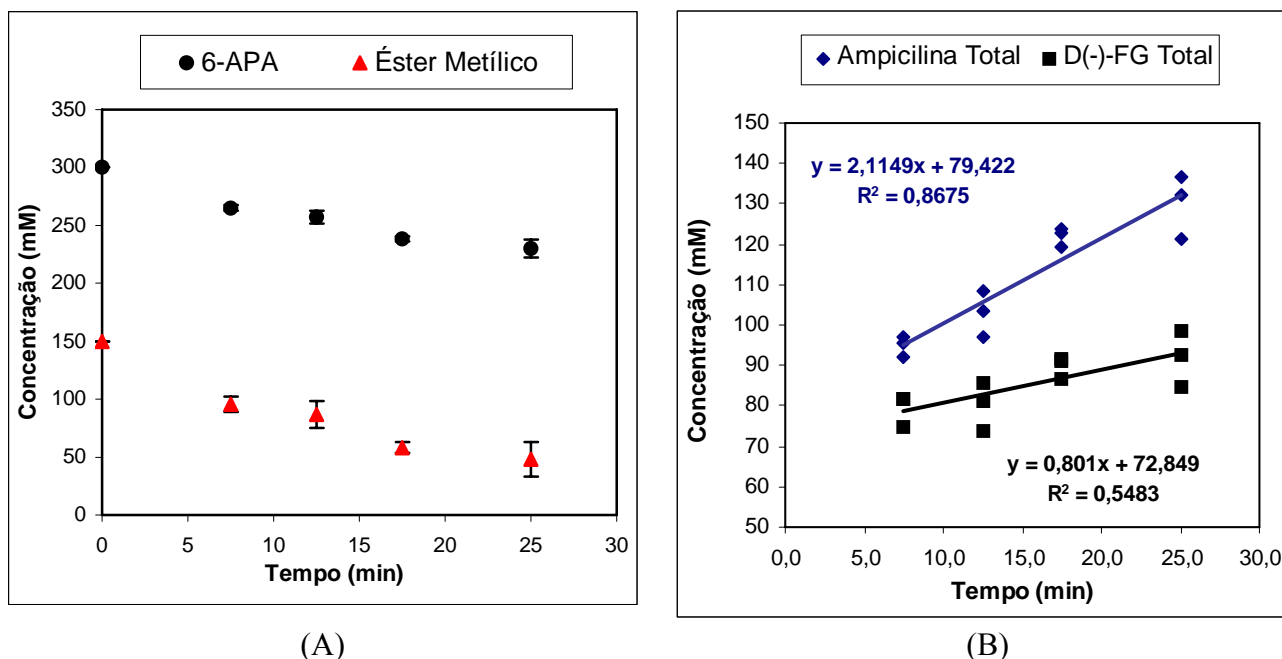 6-APA Éster Metílico
350
300
250
200
150
100
50
0
0 5 10 15 20 25 30
Concentração (mM)
Tempo (min)
(A)
Ampicilina Total D(-)-FG Total
150
140
130
120
110
100
90
80
70
60
50
0,0 5,0 10,0 15,0 20,0 25,0 30,0
Concentração (mM)
Tempo (min)
y = 2,1149x + 79,422
R² = 0,8675
y = 0,801x + 72,849
R² = 0,5483
(B)